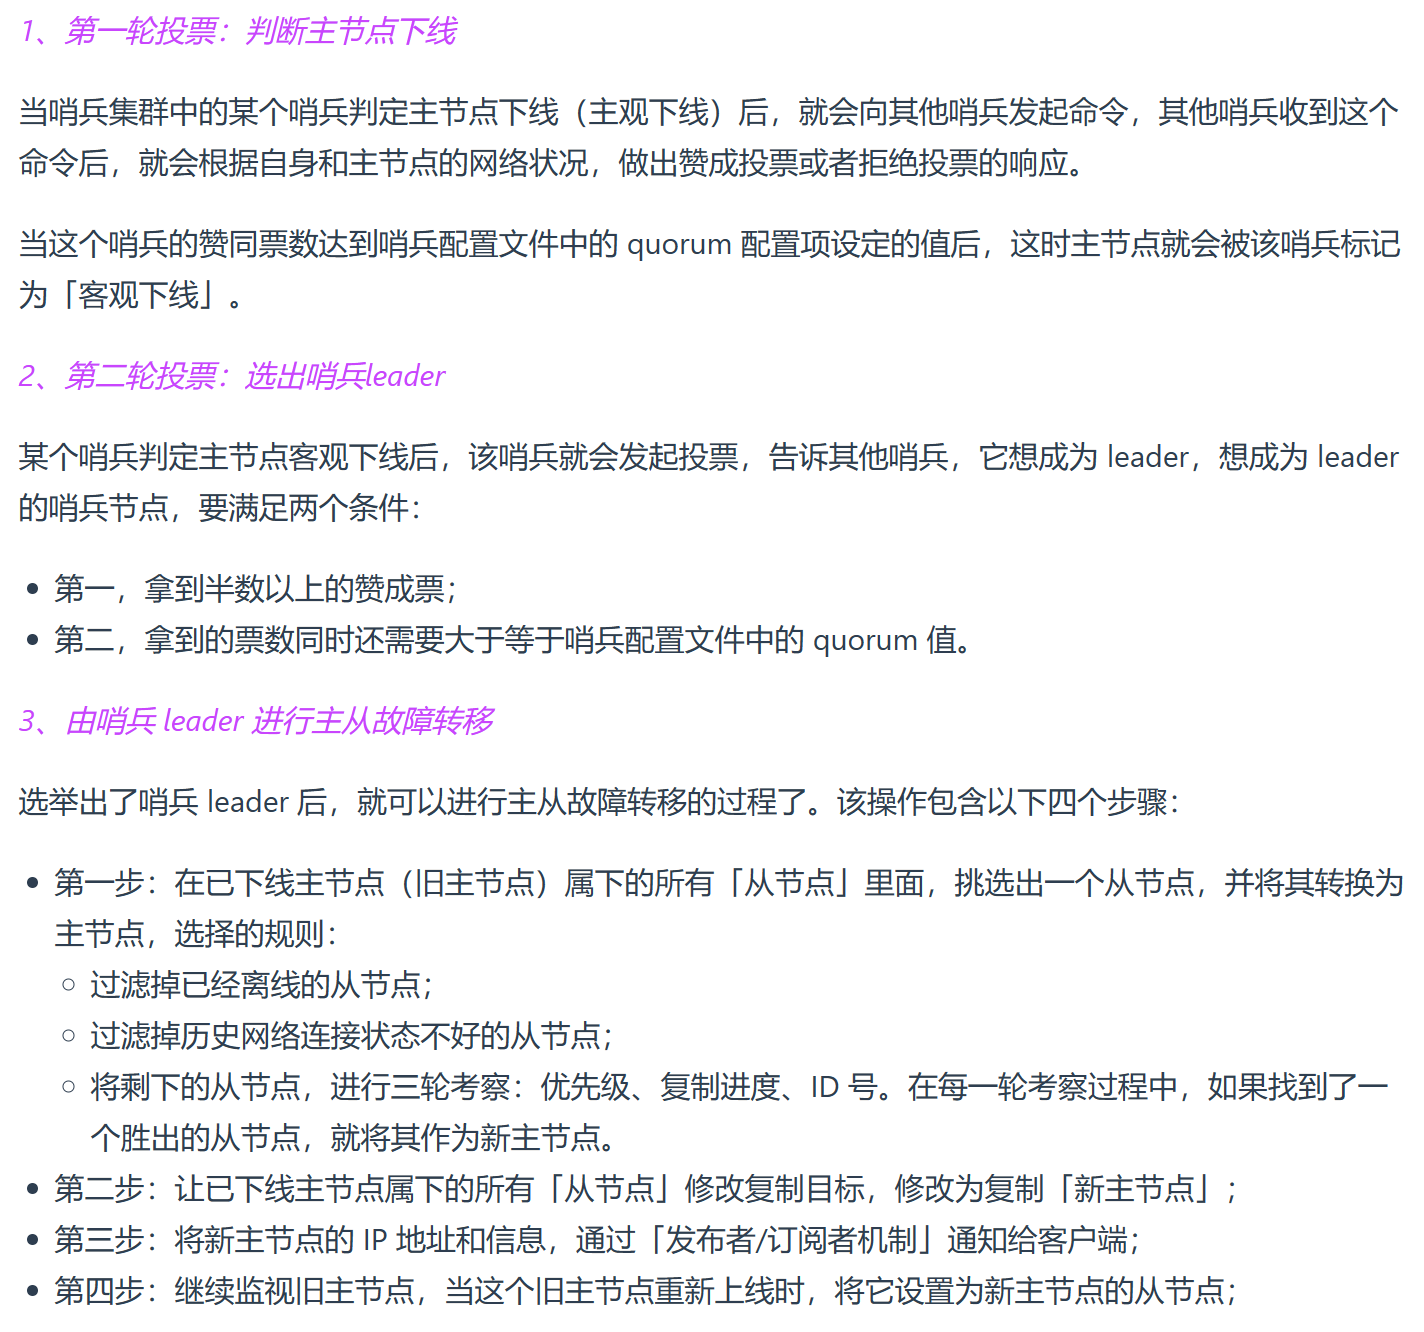 1、第一轮投票：判断主节点下线
当哨兵集群中的某个哨兵判定主节点下线（主观下线）后，就会向其他哨兵发起命令，其他哨兵收到这个
命令后，就会根据自身和主节点的网络状况，做出赞成投票或者拒绝投票的响应。
当这个哨兵的赞同票数达到哨兵配置文件中的 quorum 配置项设定的值后，这时主节点就会被该哨兵标记
为「客观下线」。
2、第二轮投票：选出哨兵leader
某个哨兵判定主节点客观下线后，该哨兵就会发起投票，告诉其他哨兵，它想成为 leader，想成为 leader
的哨兵节点，要满足两个条件：
• 第一，拿到半数以上的赞成票；
• 第二，拿到的票数同时还需要大于等于哨兵配置文件中的 quorum 值。
3、由哨兵 leader 进行主从故障转移
选举出了哨兵 leader 后，就可以进行主从故障转移的过程了。该操作包含以下四个步骤：
• 第一步：在已下线主节点（旧主节点）属下的所有「从节点」里面，挑选出一个从节点，并将其转换为
主节点，选择的规则：
○ 过滤掉已经离线的从节点；
○ 过滤掉历史网络连接状态不好的从节点；
○ 将剩下的从节点，进行三轮考察：优先级、复制进度、ID 号。在每一轮考察过程中，如果找到了一
个胜出的从节点，就将其作为新主节点。
• 第二步：让已下线主节点属下的所有「从节点」修改复制目标，修改为复制「新主节点」；
• 第三步：将新主节点的 IP 地址和信息，通过「发布者/订阅者机制」通知给客户端；
• 第四步：继续监视旧主节点，当这个旧主节点重新上线时，将它设置为新主节点的从节点；